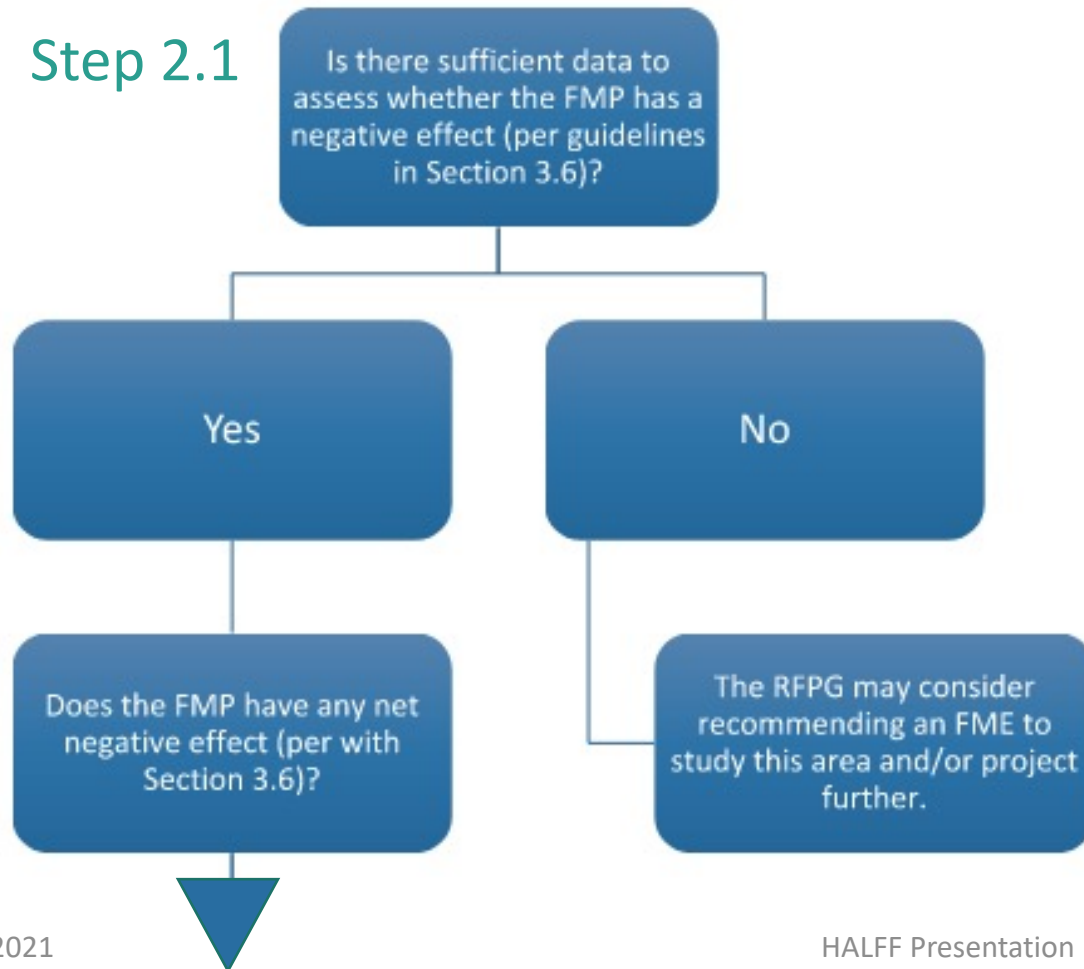 Step 2.1
Is there sufficient data to
assess whether the FMP has a
negative effect (per guidelines
in Section 3.6)?
Yes
No
Does the FMP have any net
negative effect (per with
Section 3.6)?
The RFPG may consider
recommending an FME to
study this area and/or project
further.
2021
HALFF Presentation